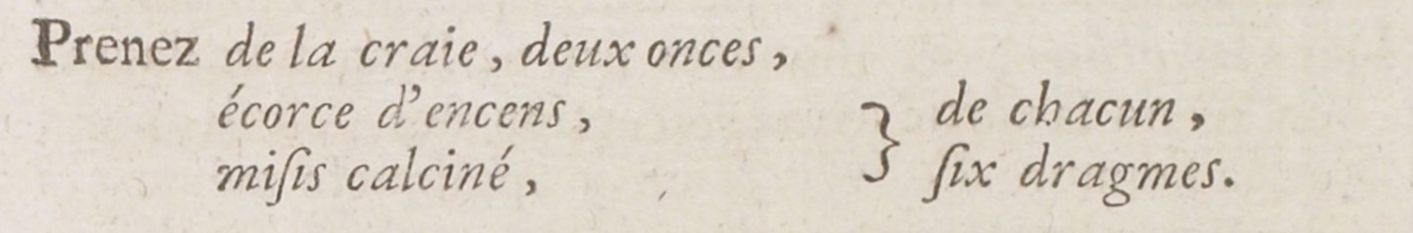 Prenez de la craie, deux onces,
écorce d'encens, } de chacun,
miſis calciné, ſix dragmes.